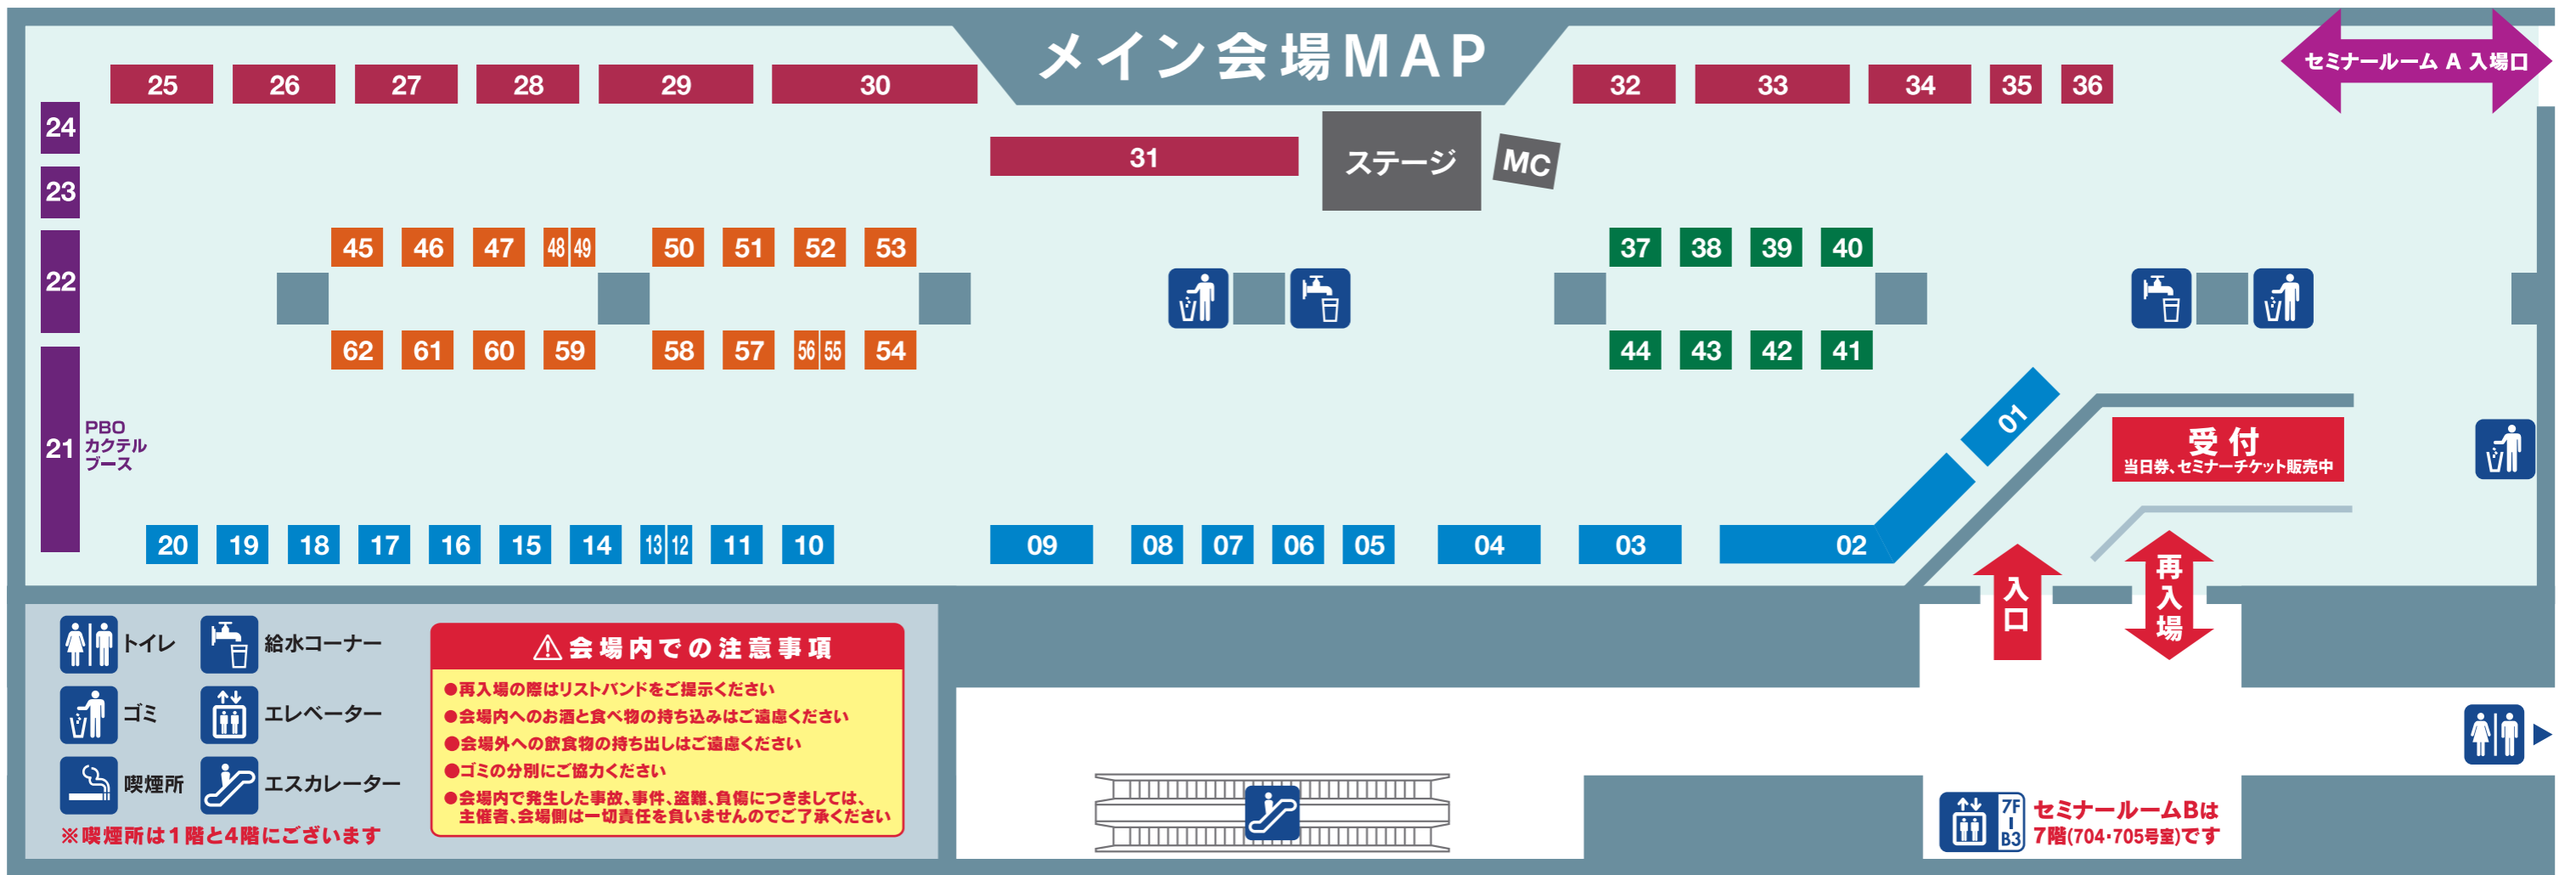 メイン会場MAP
セミナールーム A 入場口
25 26 27 28 29 30 32 33 34 35 36
24
31 ステージ MC
23
45 46 47 48 49 50 51 52 53 37 38 39 40
22
62 61 60 59 58 57 56 55 54 44 43 42 41
01
21
PBO
カクテル
ブース
受付
当日券、セミナーチケット販売中
20 19 18 17 16 15 14 13 12 11 10 09 08 07 06 05 04 03 02
入口
再入場
トイレ 給水コーナー
ゴミ エレベーター
喫煙所 エスカレーター
※喫煙所は1階と4階にございます
会場内での注意事項
●再入場の際はリストバンドをご提示ください
●会場内へのお酒と食べ物の持ち込みはご遠慮ください
●会場外への飲食物の持ち出しはご遠慮ください
●ゴミの分別にご協力ください
●会場内で発生した事故、事件、盗難、負傷につきましては、
主催者、会場側は一切責任を負いませんのでご了承ください
7F
B3
セミナールームBは
7階(704・705号室)です